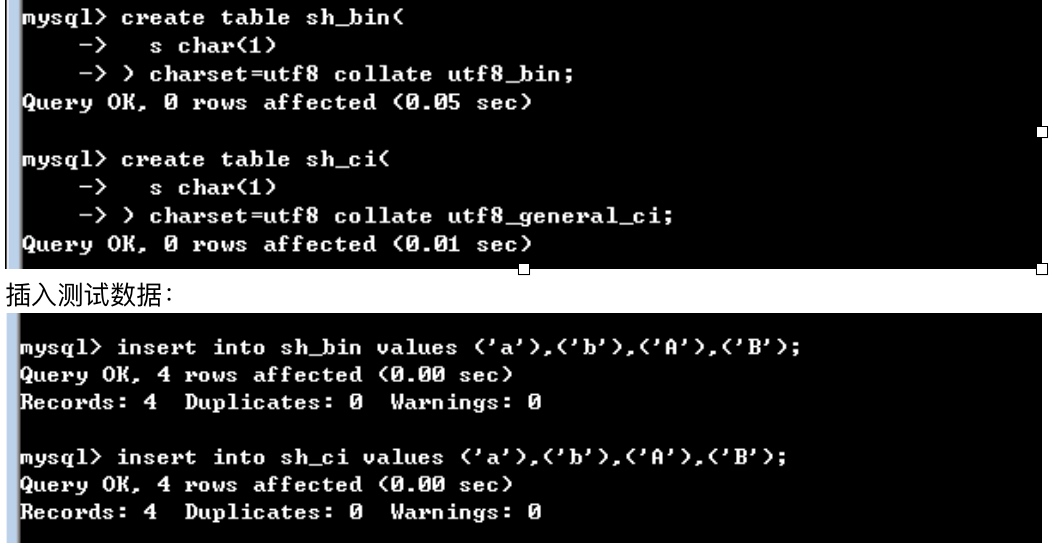 mysql> create table sh_bin(
    ->   s char(1)
    -> ) charset=utf8 collate utf8_bin;
Query OK, 0 rows affected (0.05 sec)
mysql> create table sh_ci(
    ->   s char(1)
    -> ) charset=utf8 collate utf8_general_ci;
Query OK, 0 rows affected (0.01 sec)
插入测试数据：
mysql> insert into sh_bin values ('a'),('b'),('A'),('B');
Query OK, 4 rows affected (0.00 sec)
Records: 4  Duplicates: 0  Warnings: 0
mysql> insert into sh_ci values ('a'),('b'),('A'),('B');
Query OK, 4 rows affected (0.00 sec)
Records: 4  Duplicates: 0  Warnings: 0